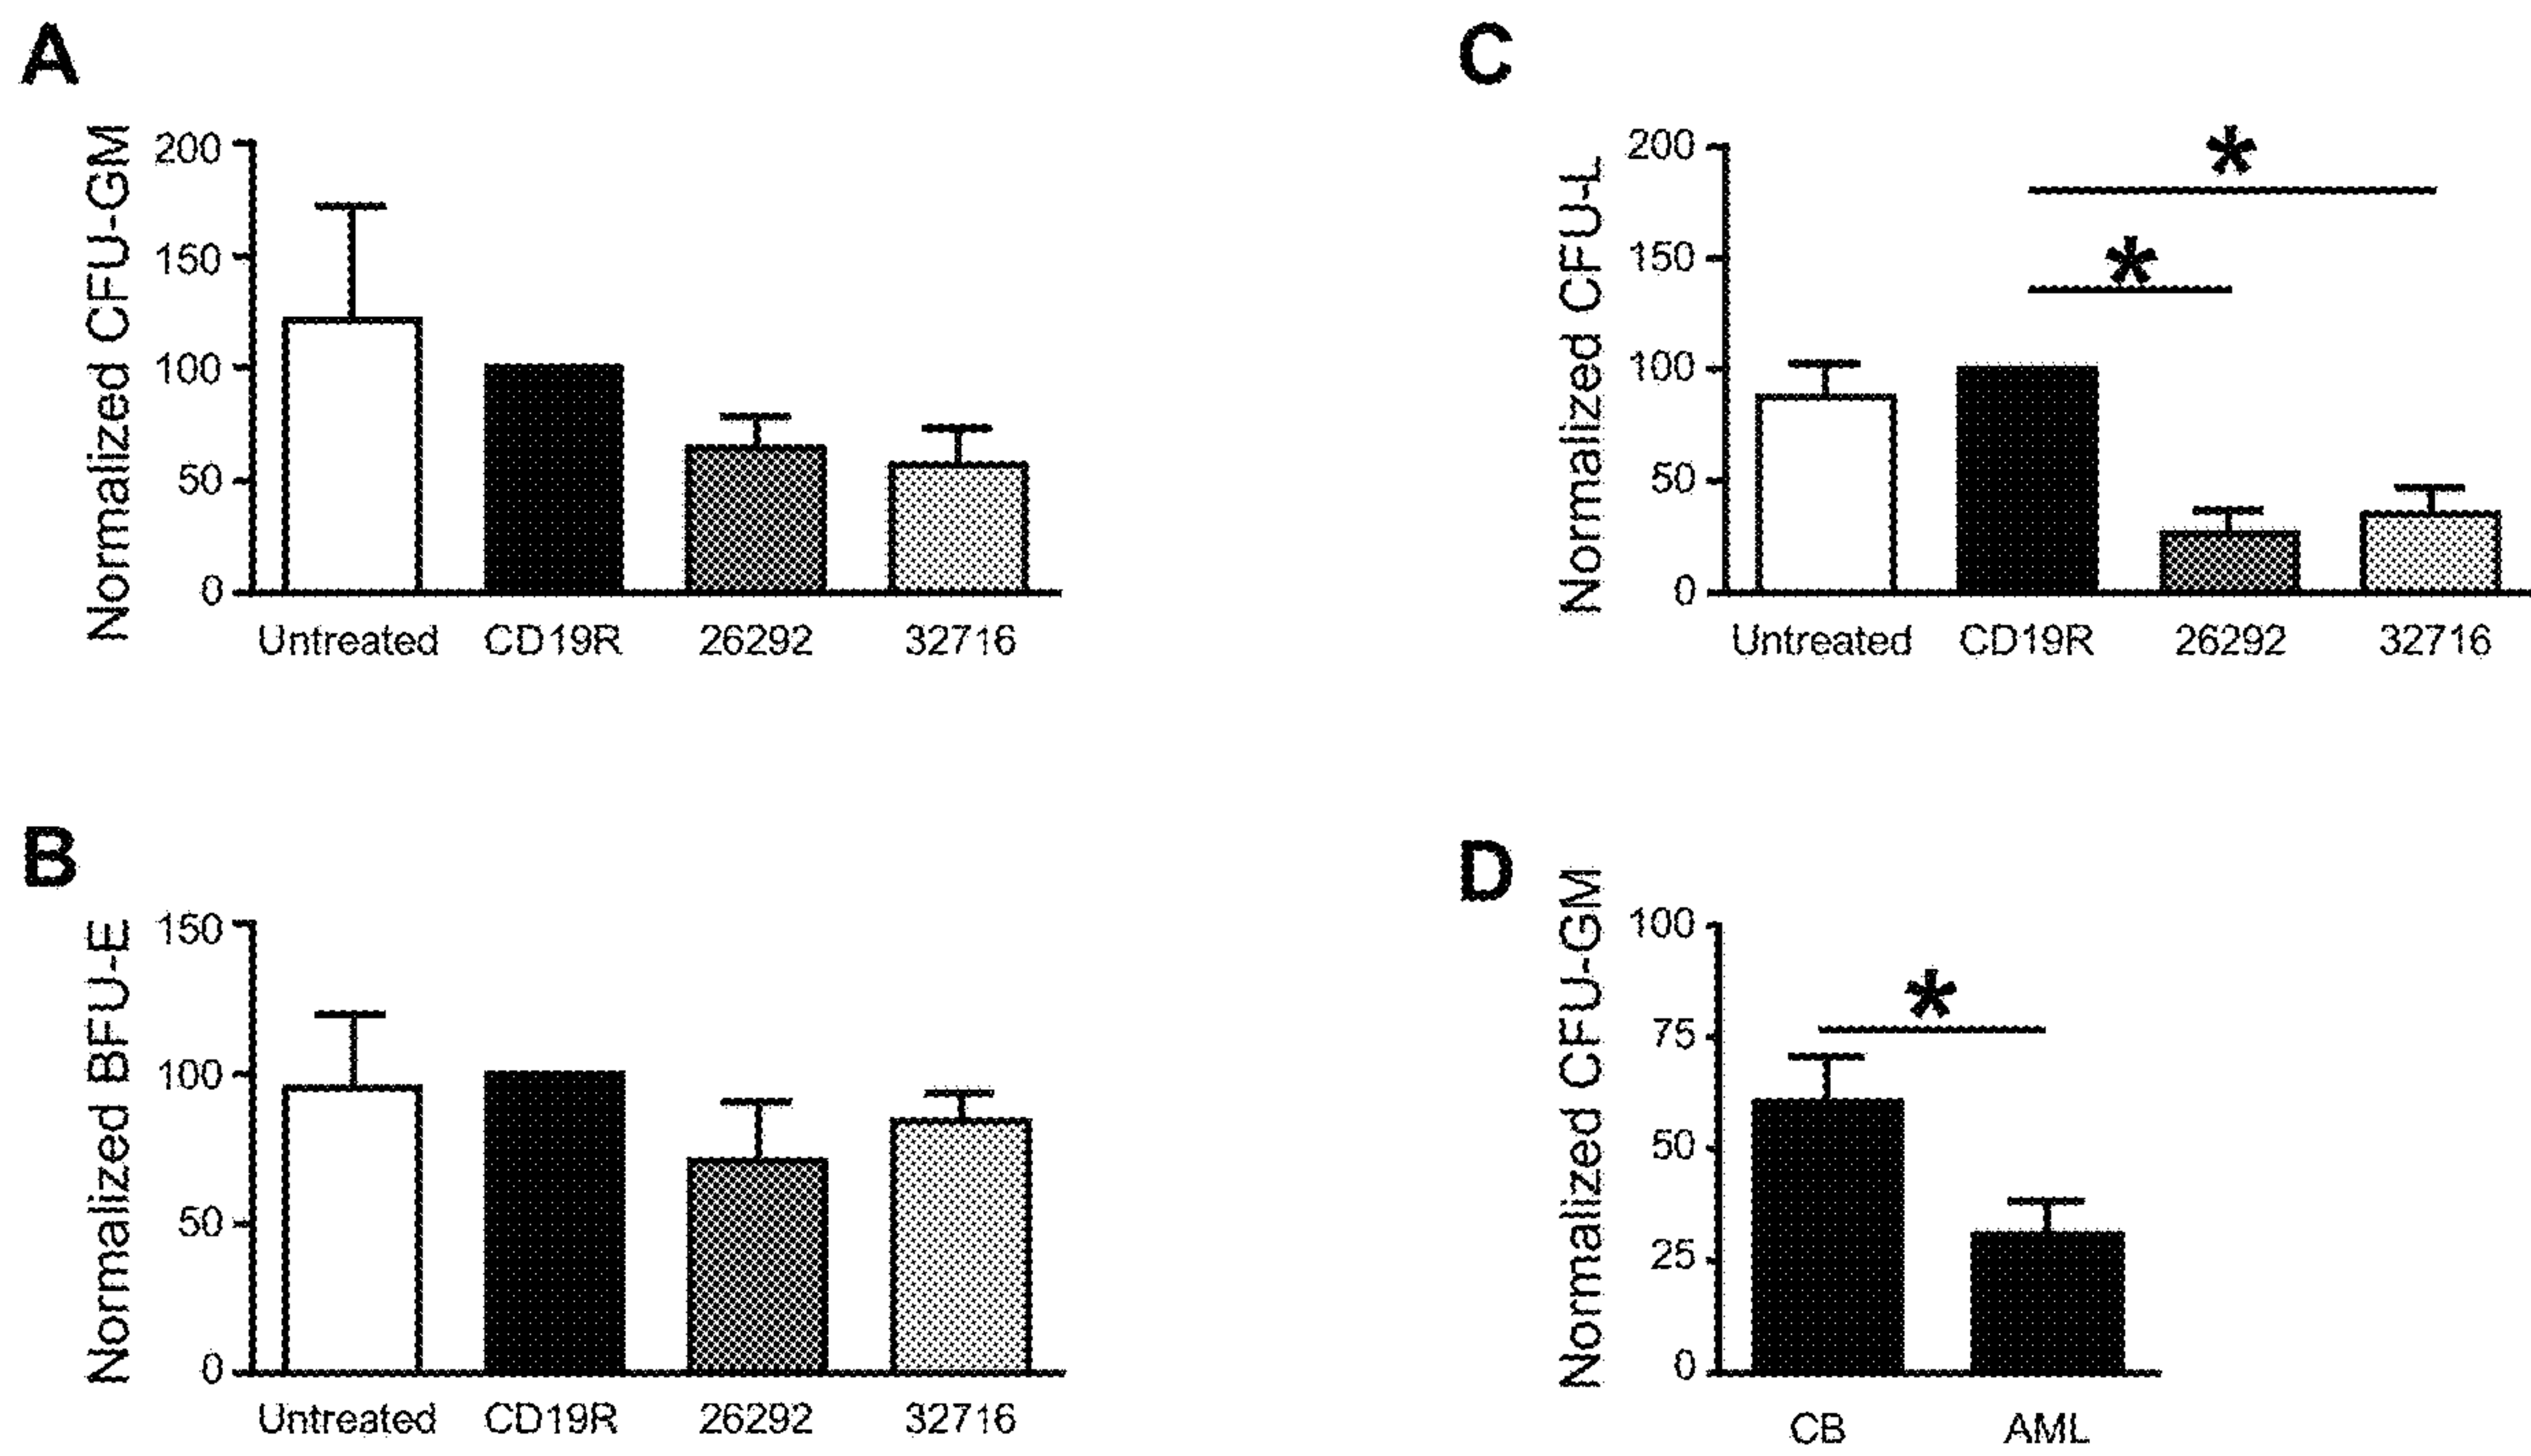 A
Normalized CFU-GM
200
150
100
50
0
Untreated CD19R 26292 32716
B
Normalized BFU-E
150
100
50
0
Untreated CD19R 26292 32716
C
Normalized CFU-L
200
150
100
50
0
*
*
Untreated CD19R 26292 32716
D
Normalized CFU-GM
100
75
50
25
0
*
CB AML